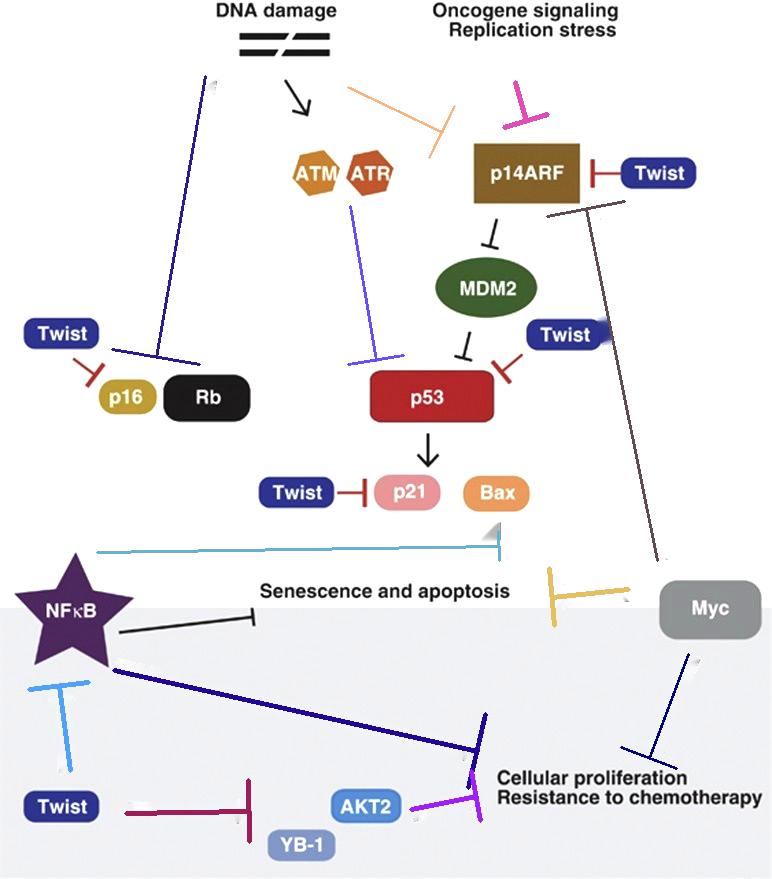 DNA damage
Oncogene signaling
Replication stress
ATM
ATR
p14ARF
Twist
MDM2
Twist
Twist
p16
Rb
p53
Twist
p21
Bax
Senescence and apoptosis
NFκB
Myc
Cellular proliferation
Resistance to chemotherapy
Twist
AKT2
YB-1